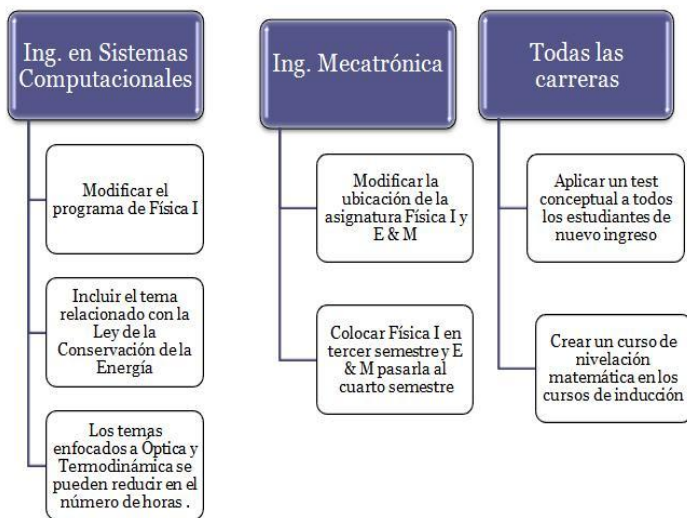 Ing. en Sistemas
Computacionales
Modificar el
programa de Física I
Incluir el tema
relacionado con la
Ley de la
Conservación de la
Energía
Los temas
enfocados a Óptica y
Termodinámica se
pueden reducir en el
número de horas .
Ing. Mecatrónica
Modificar la
ubicación de la
asignatura Física I y
E & M
Colocar Física I en
tercer semestre y E
& M pasarla al
cuarto semestre
Todas las
carreras
Aplicar un test
conceptual a todos
los estudiantes de
nuevo ingreso
Crear un curso de
nivelación
matemática en los
cursos de inducción